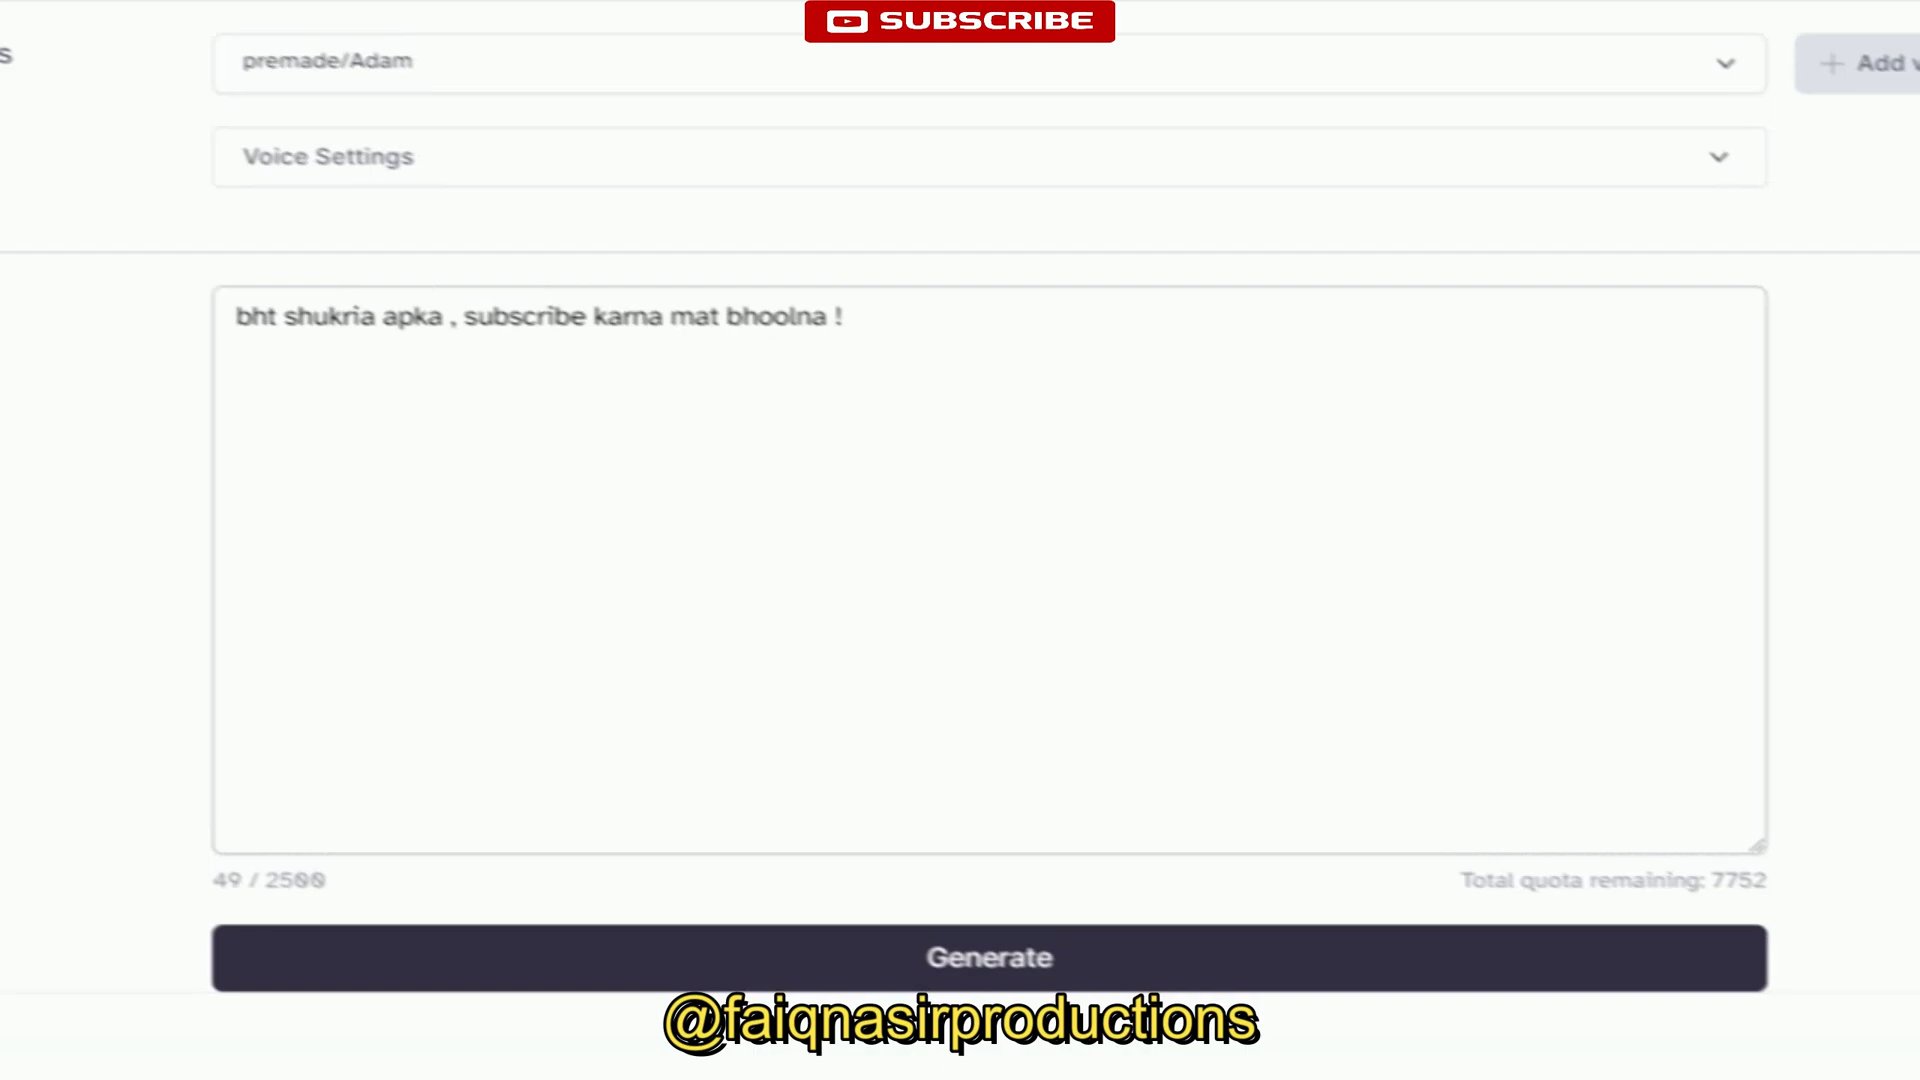 SUBSCRIBE
s
premade/Adam
Add v
Voice Settings
bht shukria apka , subscribe karna mat bhoolna !
49 / 2500
Total quota remaining: 7752
Generate
@faiqnasirproductions